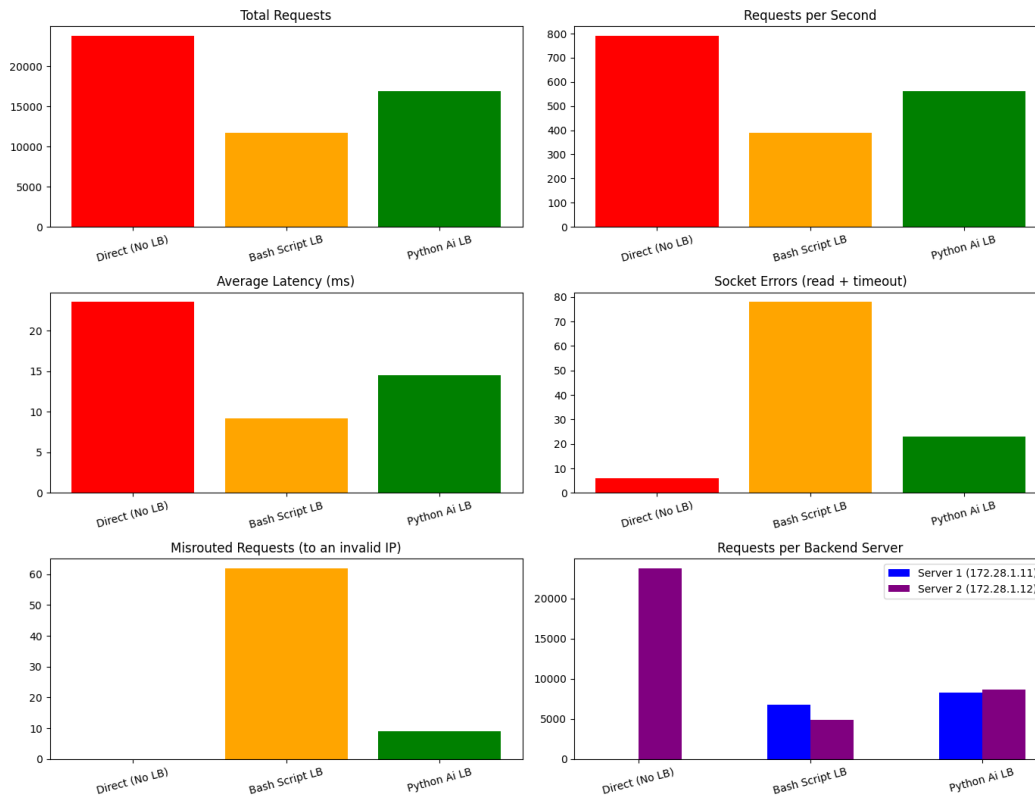 Total Requests
20000
15000
10000
5000
0
Direct (No LB)
Bash Script LB
Python Ai LB
Requests per Second
800
700
600
500
400
300
200
100
0
Direct (No LB)
Bash Script LB
Python Ai LB
Average Latency (ms)
20
15
10
5
0
Direct (No LB)
Bash Script LB
Python Ai LB
Socket Errors (read + timeout)
80
70
60
50
40
30
20
10
0
Direct (No LB)
Bash Script LB
Python Ai LB
Misrouted Requests (to an invalid IP)
60
50
40
30
20
10
0
Direct (No LB)
Bash Script LB
Python Ai LB
Requests per Backend Server
Server 1 (172.28.1.11)
Server 2 (172.28.1.12)
20000
15000
10000
5000
0
Direct (No LB)
Bash Script LB
Python Ai LB